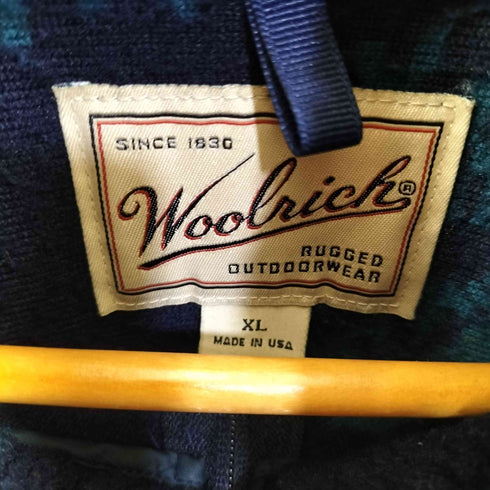 SINCE 1830
Woolrich®
RUGGED
OUTDOORWEAR
XL
MADE IN USA